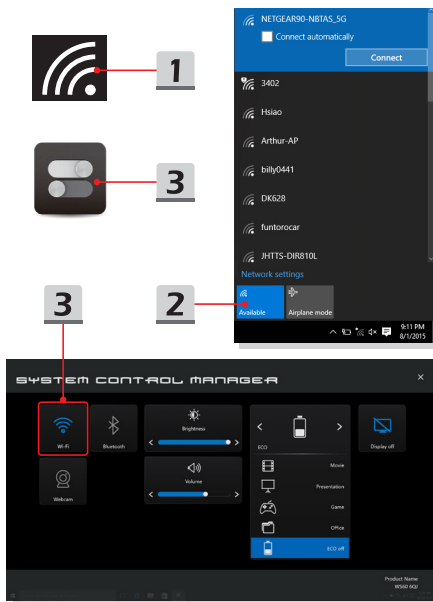 1
3
NETGEAR90-NBTAS_5G
Connect automatically
Connect
3402
Hsiao
Arthur-AP
billy0441
DK628
funtorocar
JHTTS-DIR810L
Network settings
Available
Airplane mode
9:11 PM
8/1/2015
3
2
SYSTEM CONTROL MANAGER
Wi-Fi
Bluetooth
Brightness
ECO
Display off
Webcam
Volume
Movie
Presentation
Game
Office
ECO off
Product Name
WS60 6QJ